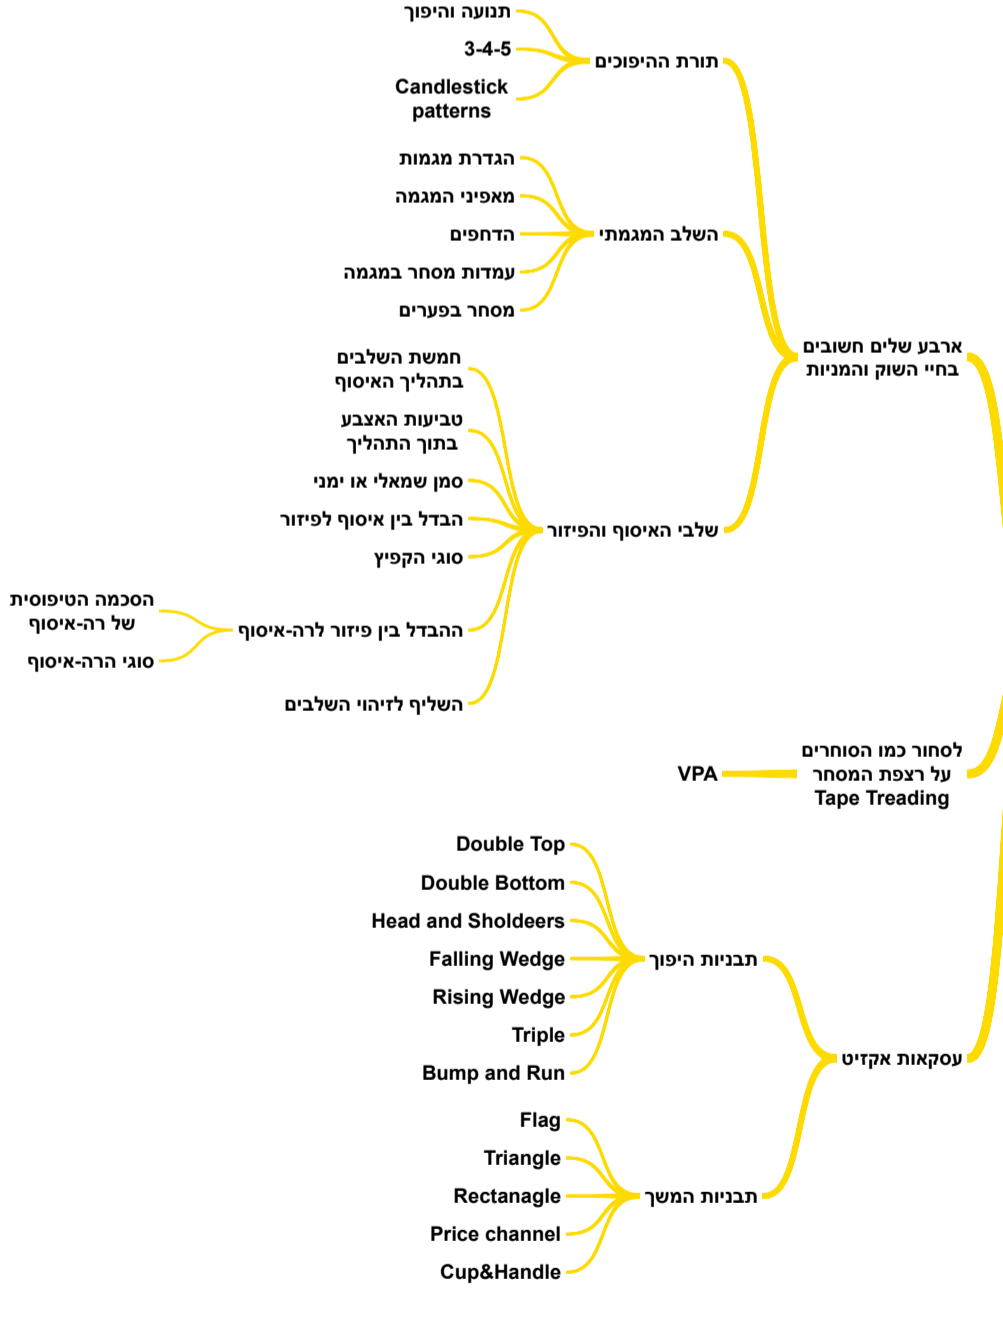 תנועה והיפוך
3-4-5
Candlestick
patterns
תורת ההיפוכים
הגדרת מגמות
מאפיני המגמה
הדחפים
עמדות מסחר במגמה
מסחר בפערים
השלב המגמתי
ארבע שלים חשובים
בחיי השוק והמניות
חמשת השלבים
בתהליך האיסוף
טביעות האצבע
בתוך התהליך
סמן שמאלי או ימני
הבדל בין איסוף לפיזור
סוגי הקפיץ
שלבי האיסוף והפיזור
הסכמה הטיפוסית
של רה-איסוף
סוגי הרה-איסוף
ההבדל בין פיזור לרה-איסוף
השליף לזיהוי השלבים
לסחור כמו הסוחרים
על רצפת המסחר
Tape Treading
VPA
Double Top
Double Bottom
Head and Sholdeers
Falling Wedge
Rising Wedge
Triple
Bump and Run
תבניות היפוך
עסקאות אקזיט
Flag
Triangle
Rectanagle
Price channel
Cup&Handle
תבניות המשך